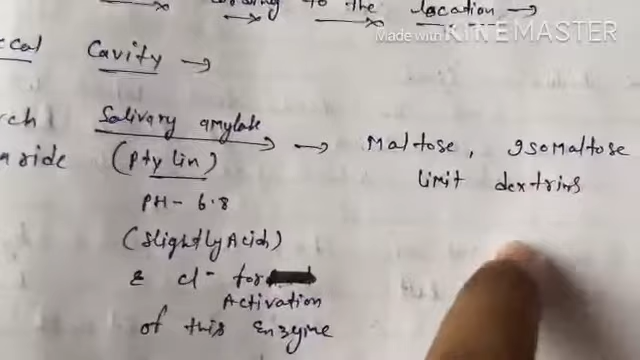 to the location →
Made with KINEMASTER
Cavity →
Salivary amylase → Maltose, Isomaltose
(Ptylin) limit dextrins
PH - 6.8
(Slightly Acid)
& cl- for
Activation
of this Enzyme